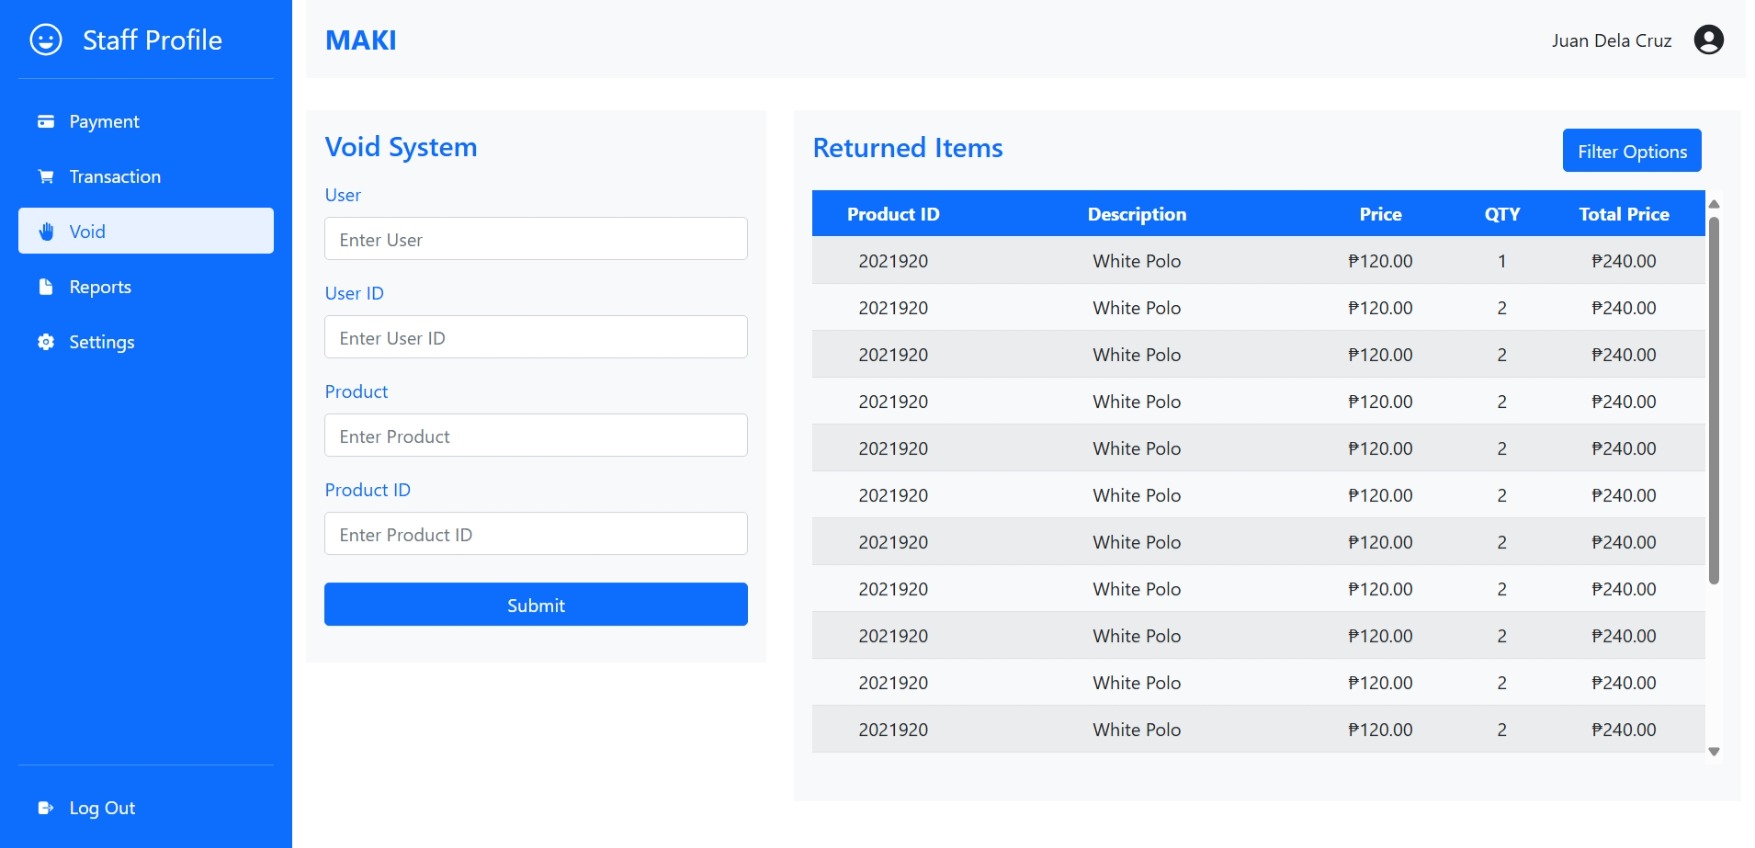 Staff Profile
Payment
Transaction
Void
Reports
Settings
Log Out
MAKI
Juan Dela Cruz
Void System
User
Enter User
User ID
Enter User ID
Product
Enter Product
Product ID
Enter Product ID
Submit
Returned Items
Filter Options
Product ID Description Price QTY Total Price
2021920 White Polo ₱120.00 1 ₱240.00
2021920 White Polo ₱120.00 2 ₱240.00
2021920 White Polo ₱120.00 2 ₱240.00
2021920 White Polo ₱120.00 2 ₱240.00
2021920 White Polo ₱120.00 2 ₱240.00
2021920 White Polo ₱120.00 2 ₱240.00
2021920 White Polo ₱120.00 2 ₱240.00
2021920 White Polo ₱120.00 2 ₱240.00
2021920 White Polo ₱120.00 2 ₱240.00
2021920 White Polo ₱120.00 2 ₱240.00
2021920 White Polo ₱120.00 2 ₱240.00